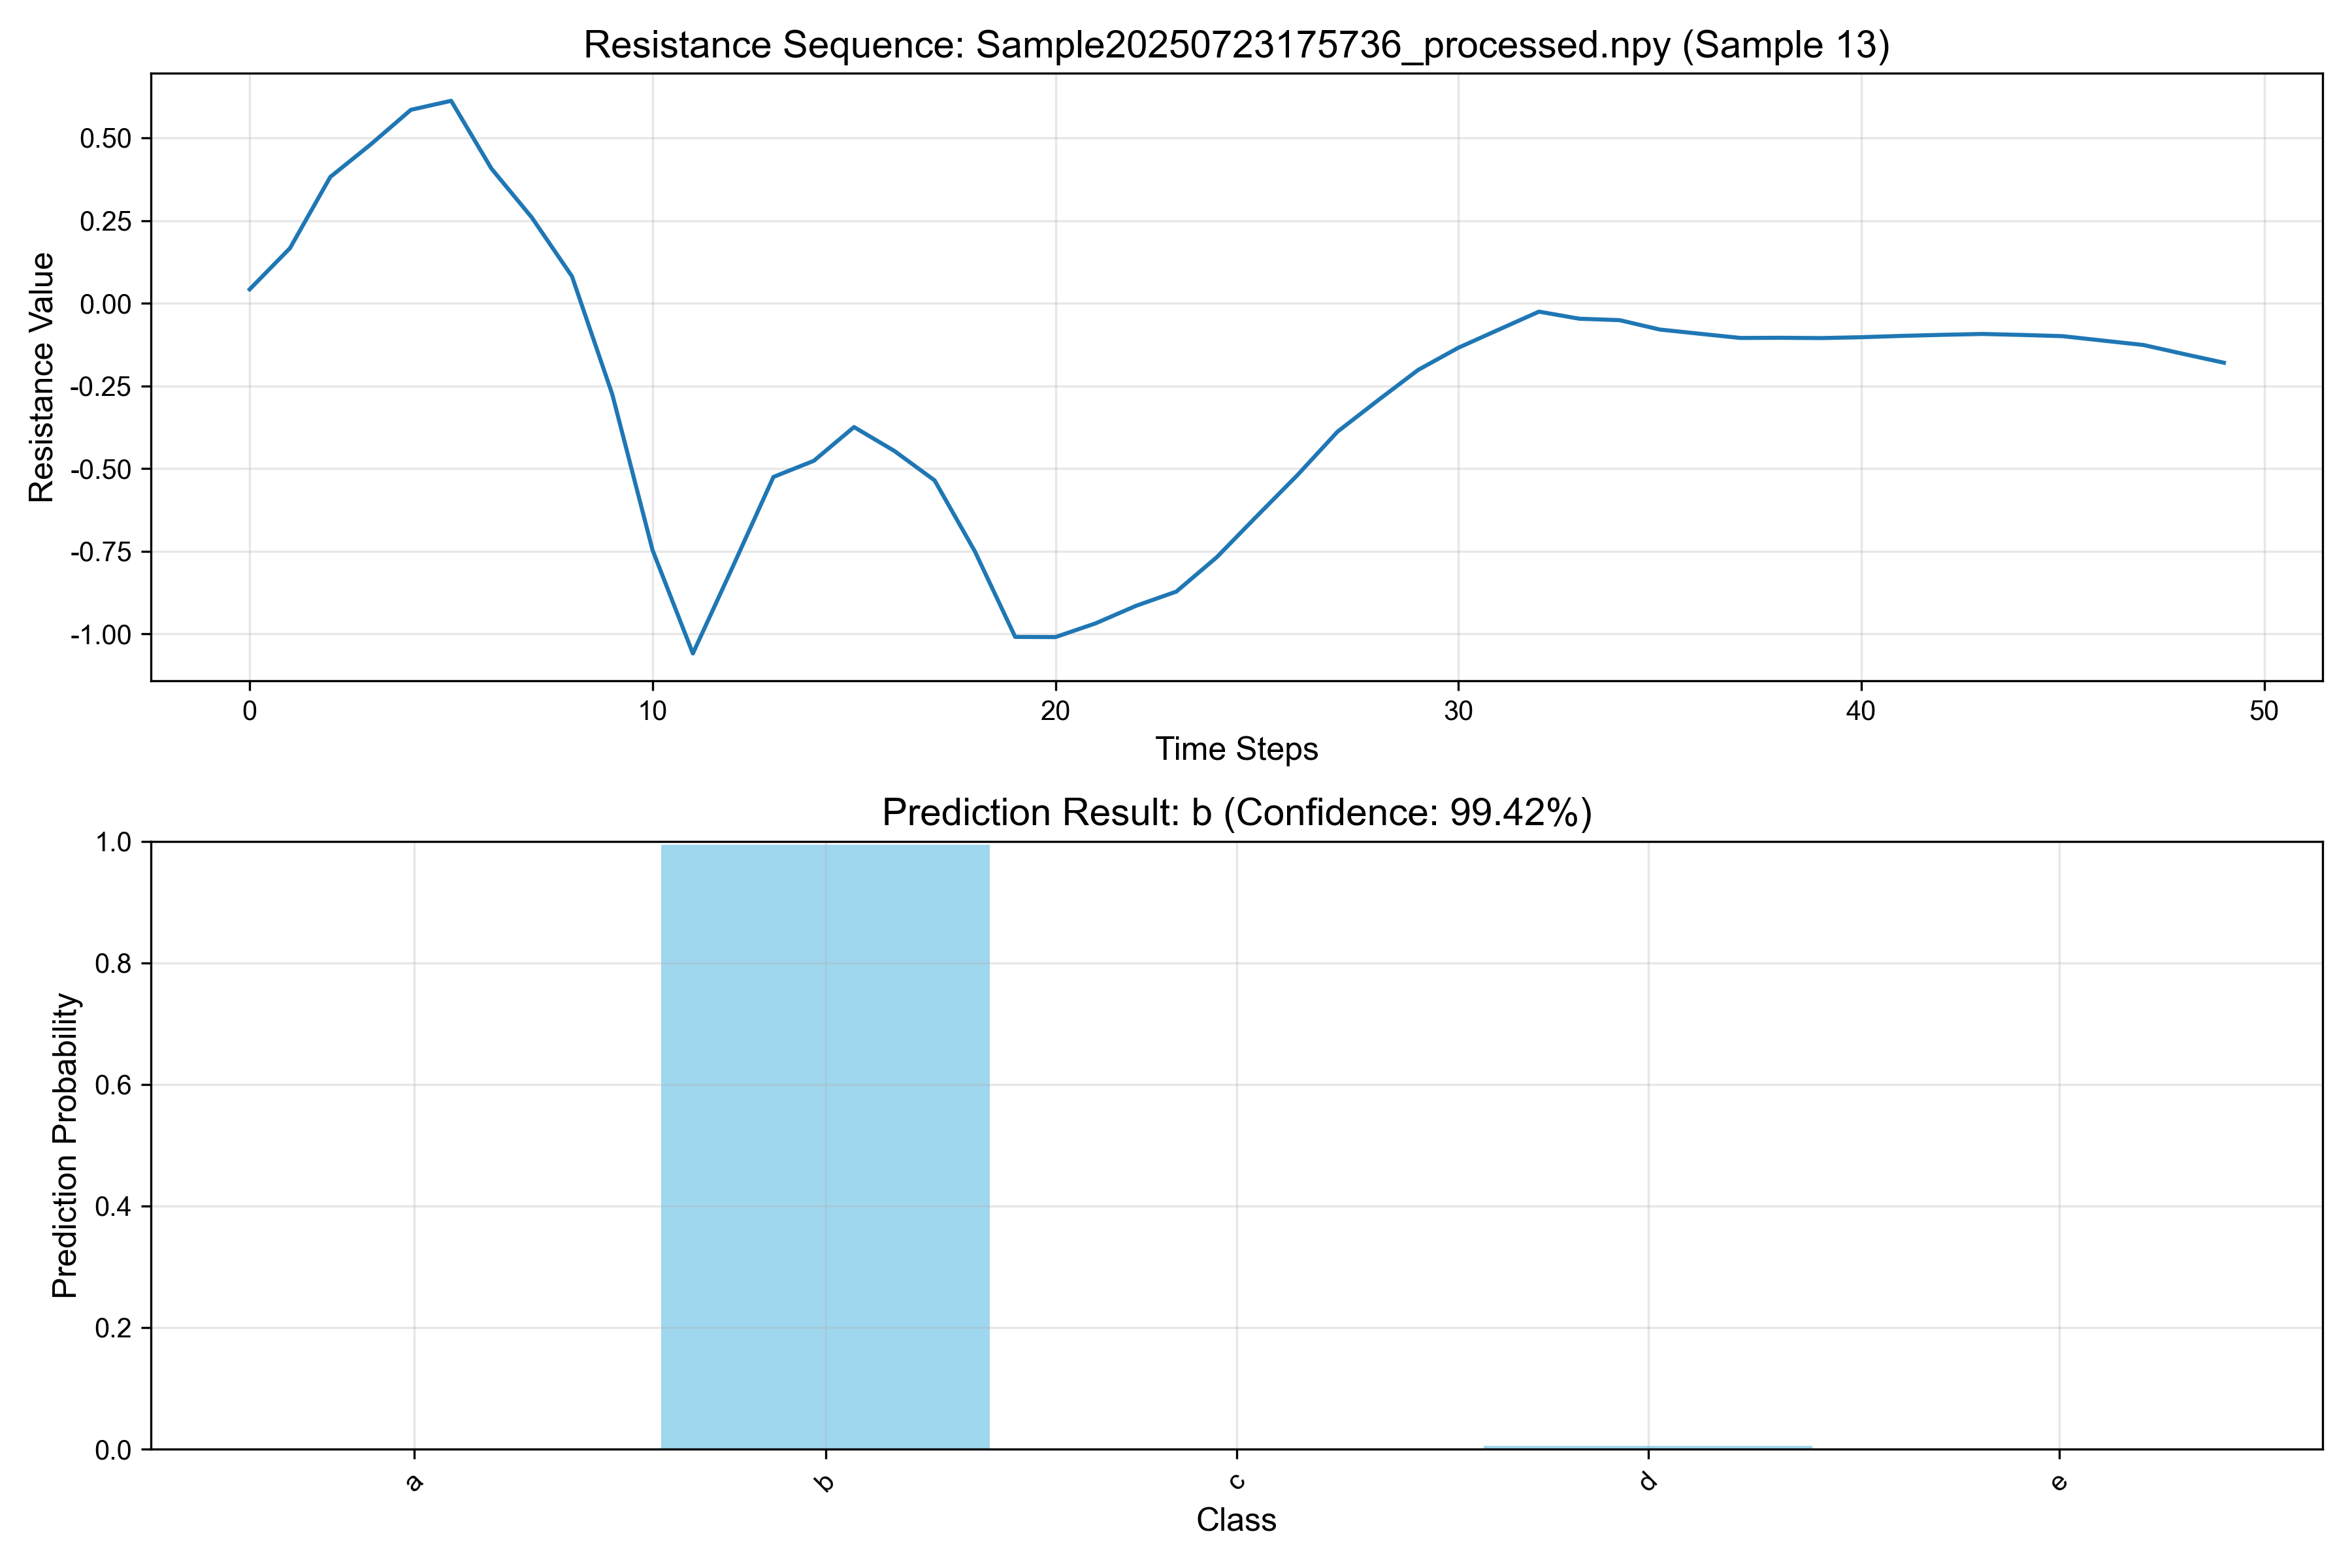 Resistance Sequence: Sample20250723175736_processed.npy (Sample 13)
Resistance Value
0.50
0.25
0.00
-0.25
-0.50
-0.75
-1.00
0 10 20 30 40 50
Time Steps
Prediction Result: b (Confidence: 99.42%)
Prediction Probability
1.0
0.8
0.6
0.4
0.2
0.0
a b c d e
Class